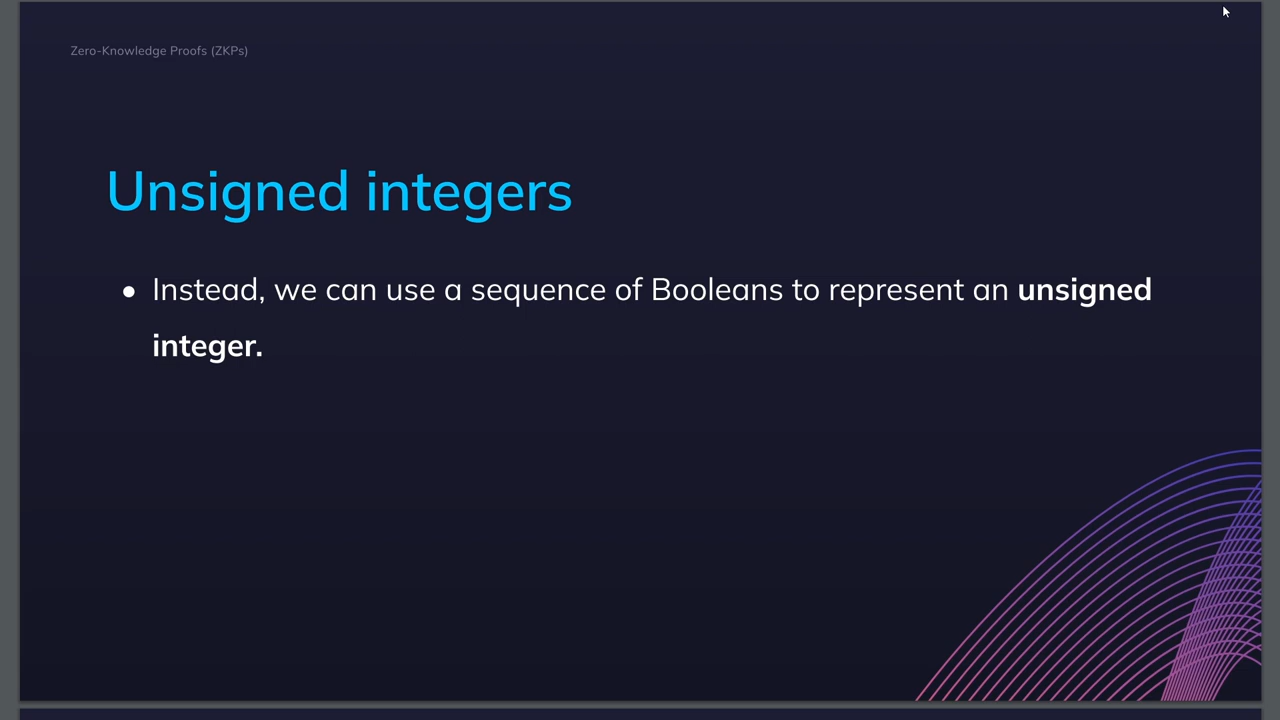 Zero-Knowledge Proofs (ZKPs)
Unsigned integers
• Instead, we can use a sequence of Booleans to represent an unsigned
integer.